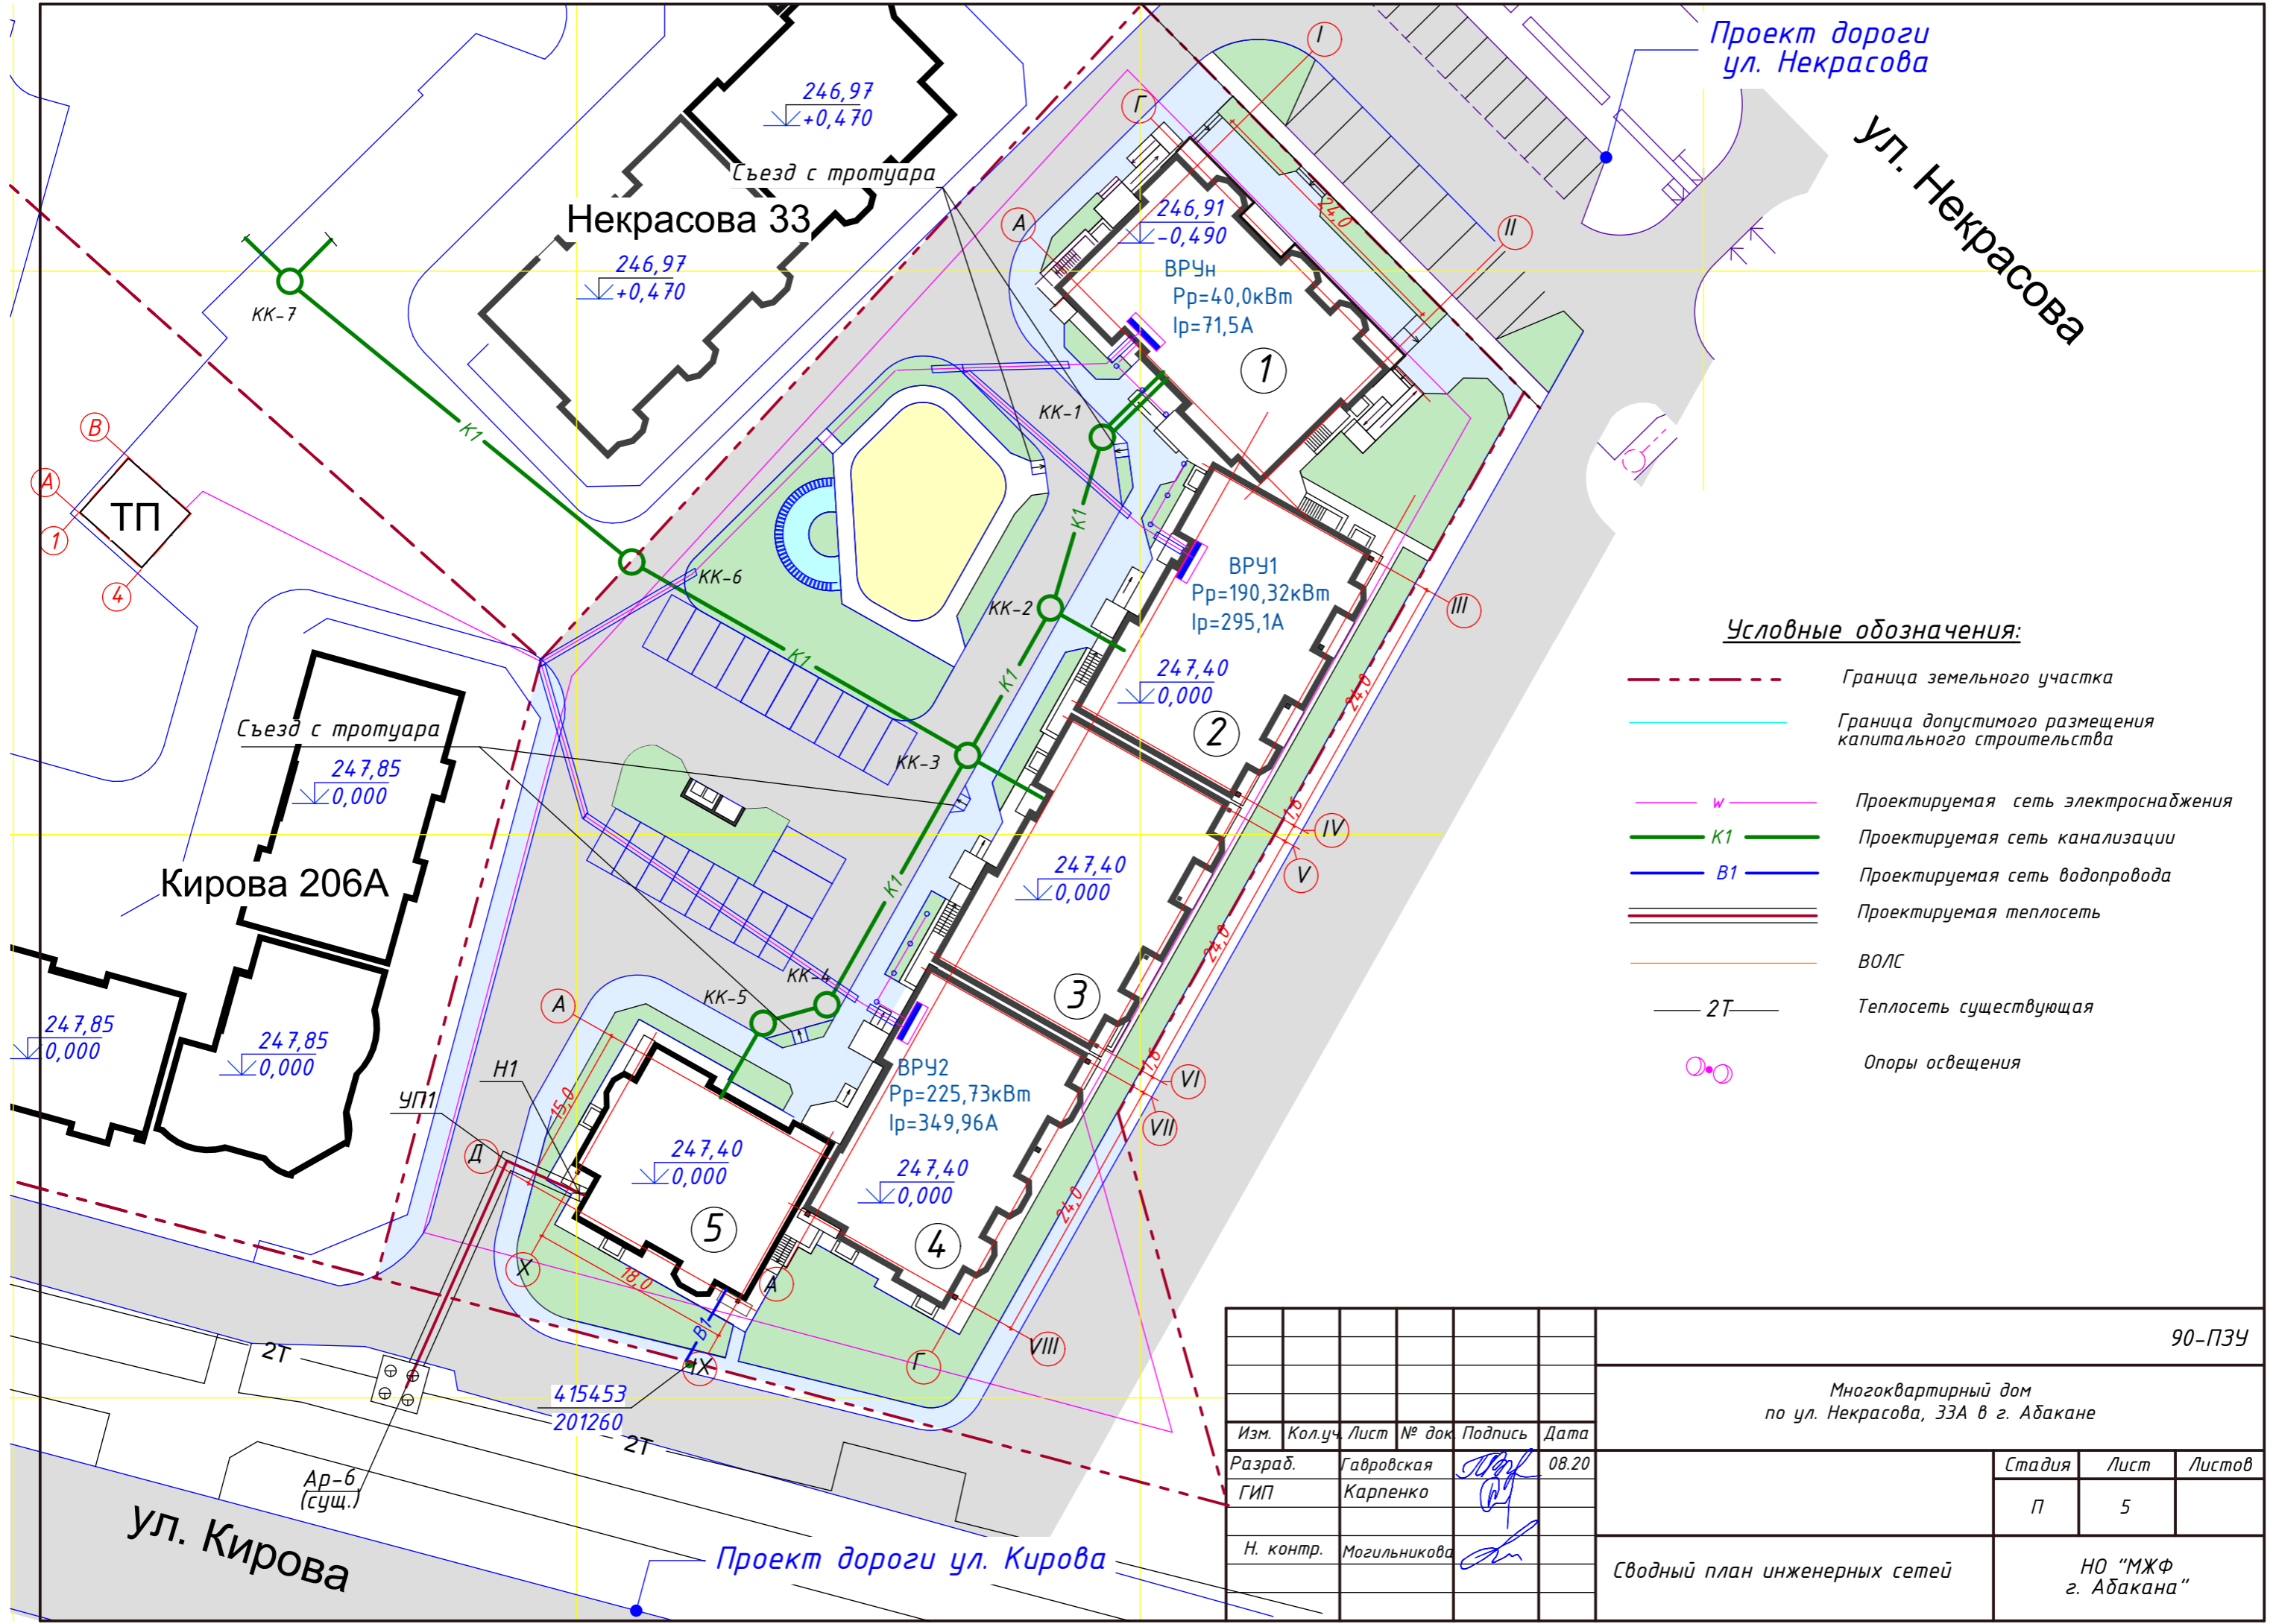 Проект дороги
ул. Некрасова
ул. Некрасова
I
Г
246,97
+0,470
Съезд с тротуара
Некрасова 33
246,97
+0,470
А
246,91
-0,490
24,0
II
ВРУн
Рр=40,0кВт
Iр=71,5А
1
КК-7
К1
КК-1
В
А
ТП
1
4
К1
КК-6
КК-2
ВРУ1
Рр=190,32кВт
Iр=295,1А
III
К1
К1
247,40
0,000
24,0
2
Съезд с тротуара
247,85
0,000
КК-3
1,6
IV
V
Кирова 206А
К1
247,40
0,000
24,0
3
КК-4
КК-5
А
247,85
0,000
247,85
0,000
Н1
УП1
15,0
ВРУ2
Рр=225,73кВт
Iр=349,96А
1,6
VI
VII
Д
247,40
0,000
247,40
0,000
24,0
5
4
Х
18,0
А
В1
VIII
IX
Г
2Т
415453
201260
2Т
Ар-6
(сущ.)
ул. Кирова
Проект дороги ул. Кирова
Условные обозначения:
Граница земельного участка
Граница допустимого размещения
капитального строительства
w Проектируемая сеть электроснабжения
К1 Проектируемая сеть канализации
В1 Проектируемая сеть водопровода
Проектируемая теплосеть
ВОЛС
2Т Теплосеть существующая
Опоры освещения
90-ПЗУ
Многоквартирный дом
по ул. Некрасова, 33А в г. Абакане
Изм. Кол.уч. Лист № док. Подпись Дата
Разраб. Гавровская 08.20
ГИП Карпенко
Н. контр. Могильникова
Стадия Лист Листов
П 5
Сводный план инженерных сетей
НО "МЖФ
г. Абакана"